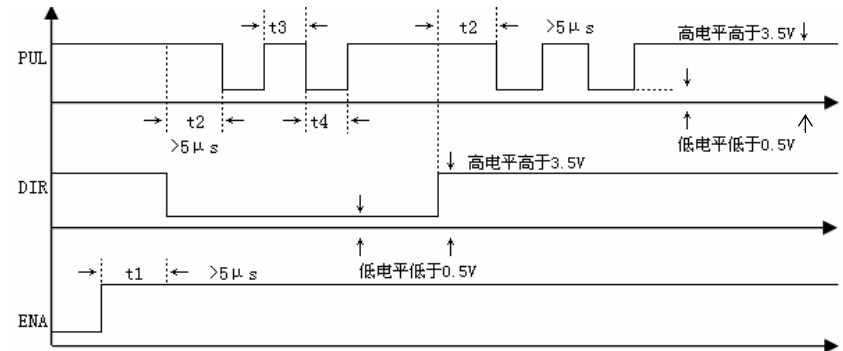 t3
t2
>5μs
高电平高于3.5V
PUL
t2
t4
>5μs
低电平低于0.5V
高电平高于3.5V
DIR
t1
>5μs
低电平低于0.5V
ENA